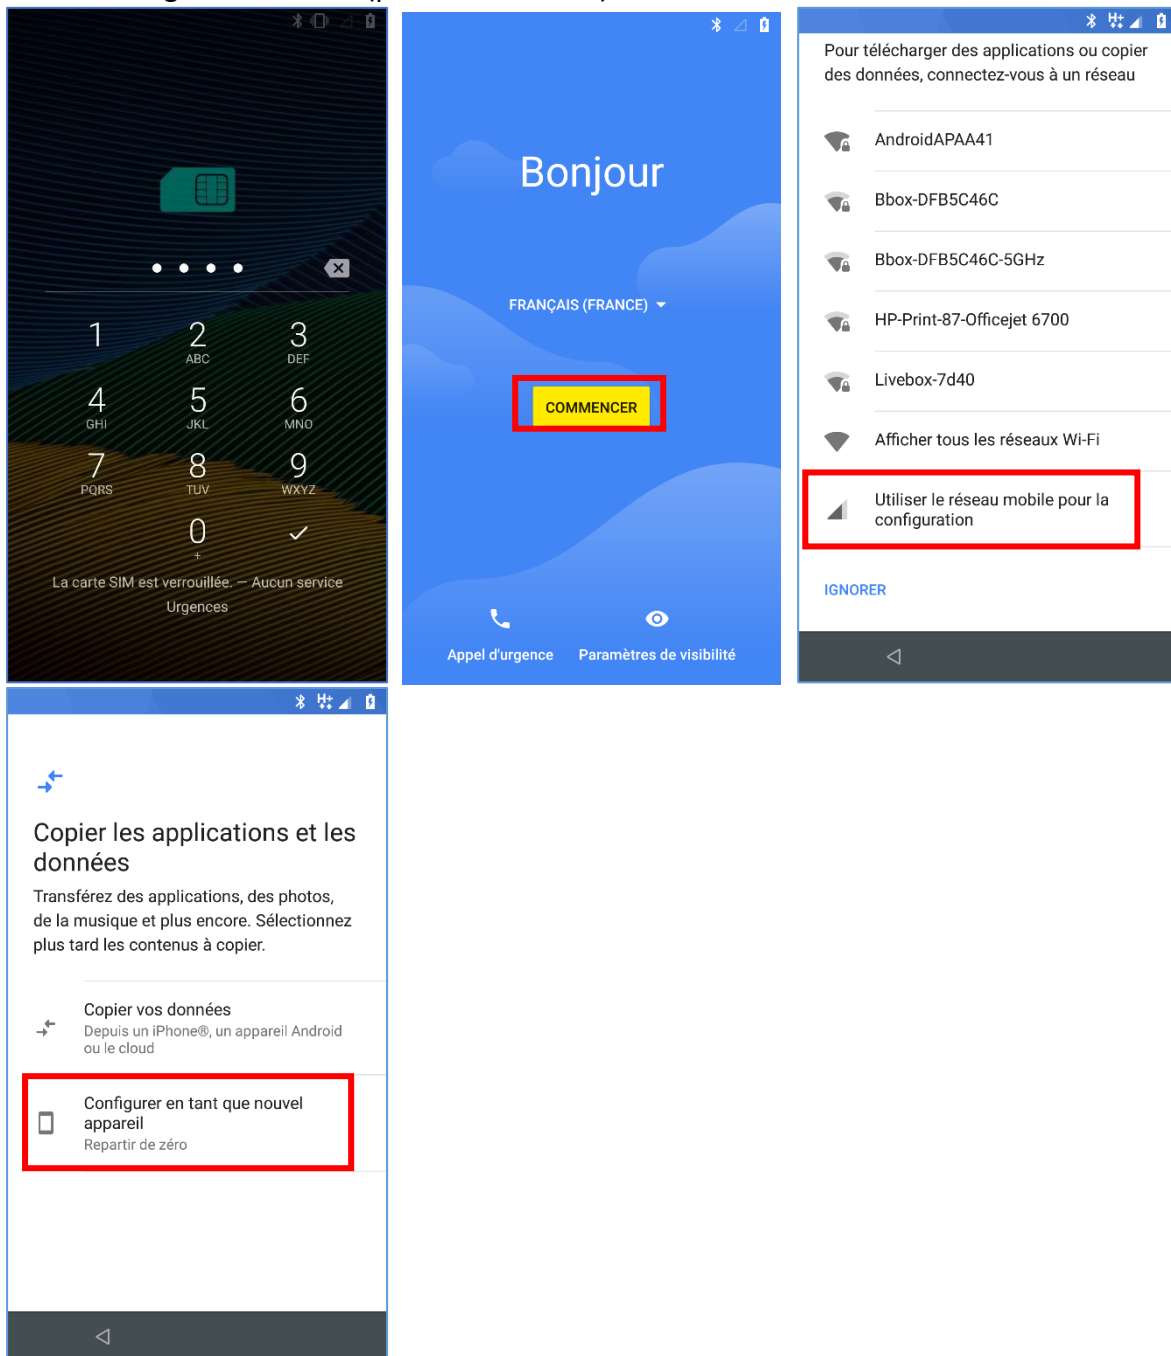 1
2
3
ABC
DEF
4
5
6
GHI
JKL
MNO
7
8
9
PQRS
TUV
WXYZ
0
+
La carte SIM est verrouillée. — Aucun service
Urgences
Bonjour
FRANÇAIS (FRANCE)
COMMENCER
Appel d'urgence
Paramètres de visibilité
H+
Pour télécharger des applications ou copier
des données, connectez-vous à un réseau
AndroidAPAA41
Bbox-DFB5C46C
Bbox-DFB5C46C-5GHz
HP-Print-87-Officejet 6700
Livebox-7d40
Afficher tous les réseaux Wi-Fi
Utiliser le réseau mobile pour la
configuration
IGNORER
H+
Copier les applications et les
données
Transférez des applications, des photos,
de la musique et plus encore. Sélectionnez
plus tard les contenus à copier.
Copier vos données
Depuis un iPhone®, un appareil Android
ou le cloud
Configurer en tant que nouvel
appareil
Repartir de zéro